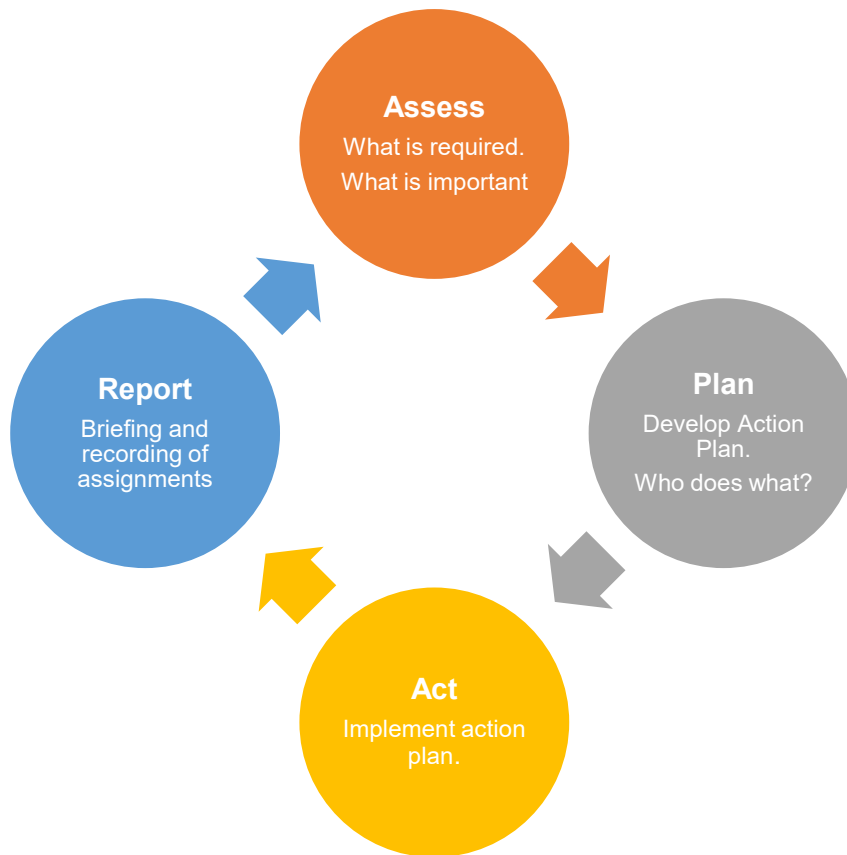 Assess
What is required.
What is important
Plan
Develop Action
Plan.
Who does what?
Act
Implement action
plan.
Report
Briefing and
recording of
assignments